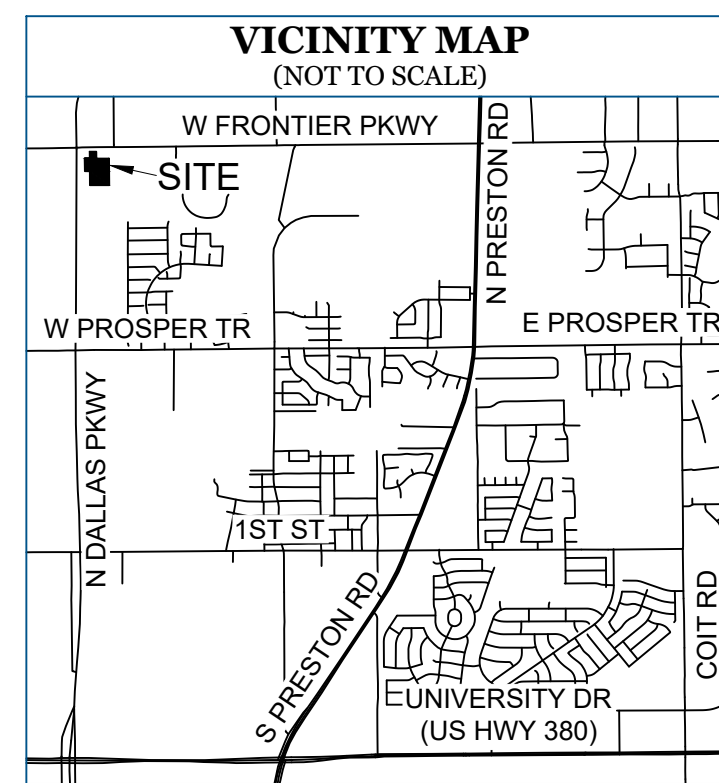 VICINITY MAP
(NOT TO SCALE)
W FRONTIER PKWY
SITE
N PRESTON RD
W PROSPER TR
E PROSPER TR
N DALLAS PKWY
1ST ST
S PRESTON RD
COIT RD
EUNIVERSITY DR
(US HWY 380)